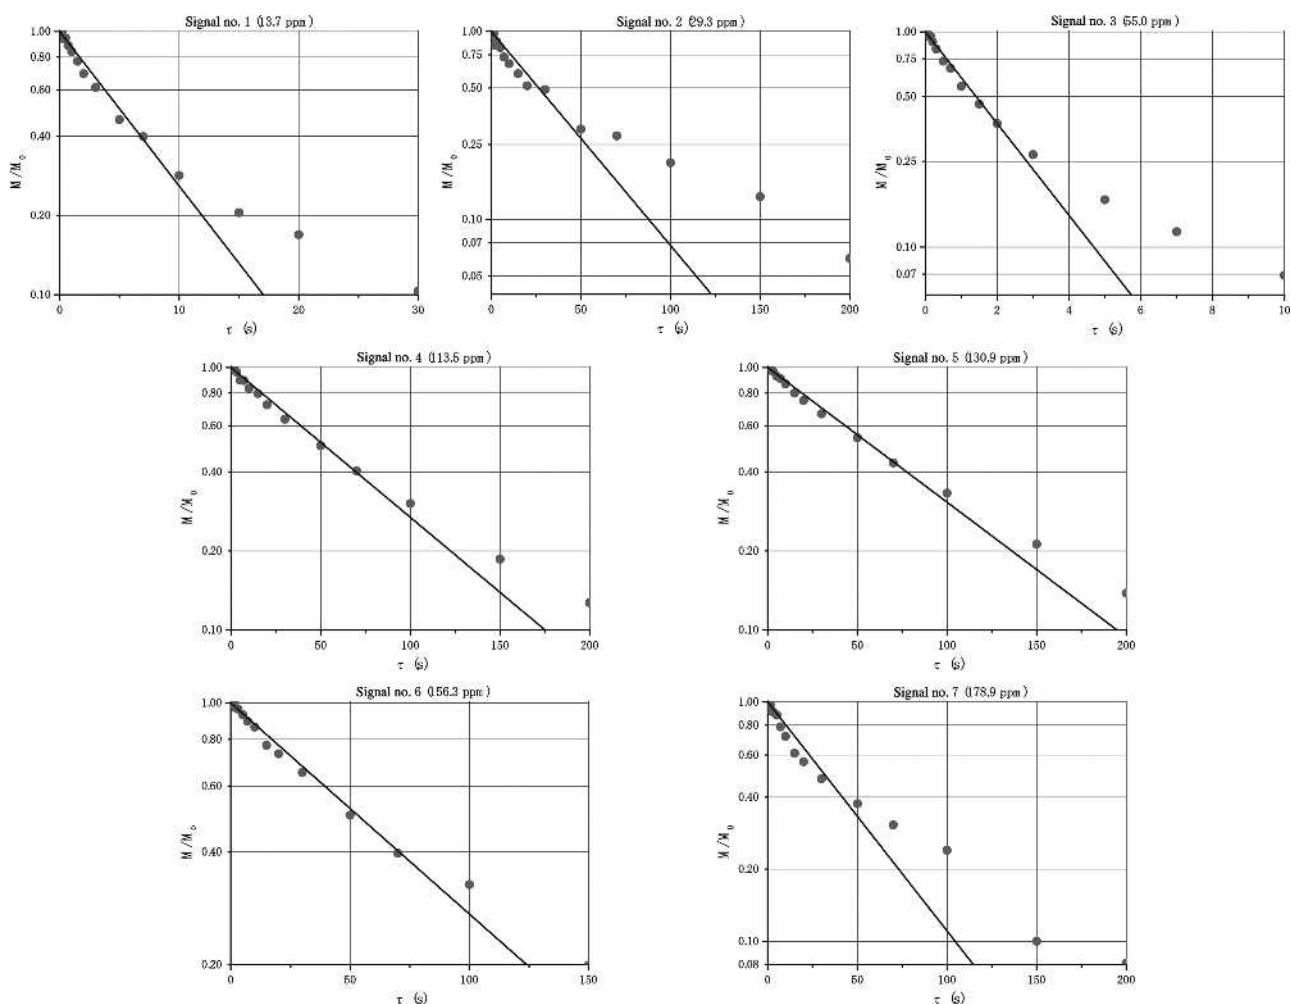 Signal no. 1 (13.7 ppm)
1.00
0.80
0.60
0.40
0.20
0.10
M/M₀
0 10 20 30
τ (s)
Signal no. 2 (29.3 ppm)
1.00
0.75
0.50
0.25
0.10
0.07
0.05
M/M₀
0 50 100 150 200
τ (s)
Signal no. 3 (55.0 ppm)
1.00
0.75
0.50
0.25
0.10
0.07
M/M₀
0 2 4 6 8 10
τ (s)
Signal no. 4 (113.5 ppm)
1.00
0.80
0.60
0.40
0.20
0.10
M/M₀
0 50 100 150 200
τ (s)
Signal no. 5 (130.9 ppm)
1.00
0.80
0.60
0.40
0.20
0.10
M/M₀
0 50 100 150 200
τ (s)
Signal no. 6 (156.3 ppm)
1.00
0.80
0.60
0.40
0.20
M/M₀
0 50 100 150
τ (s)
Signal no. 7 (178.9 ppm)
1.00
0.80
0.60
0.40
0.20
0.10
0.08
M/M₀
0 50 100 150 200
τ (s)